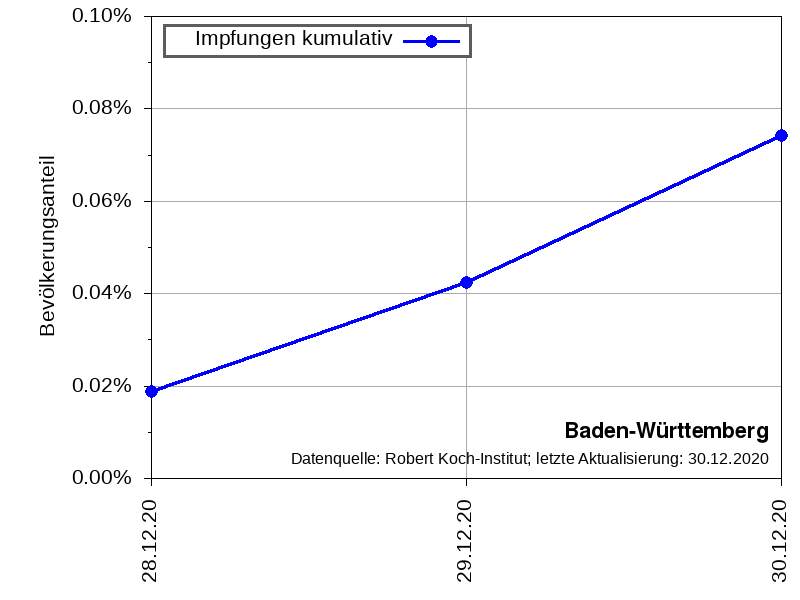 0.10%
Impfungen kumulativ
0.08%
0.06%
0.04%
0.02%
0.00%
Bevölkerungsanteil
Baden-Württemberg
Datenquelle: Robert Koch-Institut; letzte Aktualisierung: 30.12.2020
28.12.20
29.12.20
30.12.20